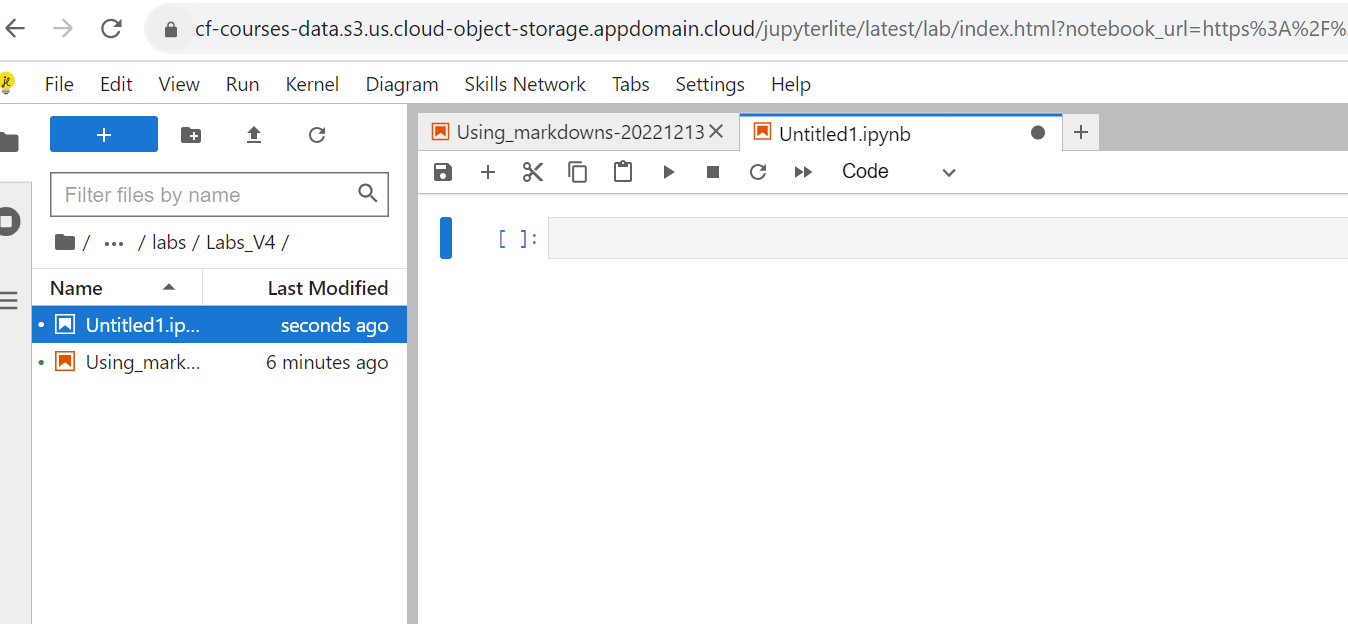 cf-courses-data.s3.us.cloud-object-storage.appdomain.cloud/jupyterlite/latest/lab/index.html?notebook_url=https%3A%2F%
File Edit View Run Kernel Diagram Skills Network Tabs Settings Help
Using_markdowns-20221213 Untitled1.ipynb
Code
Filter files by name
/ ... / labs / Labs_V4 /
[ ]:
Name Last Modified
Untitled1.ip... seconds ago
Using_mark... 6 minutes ago